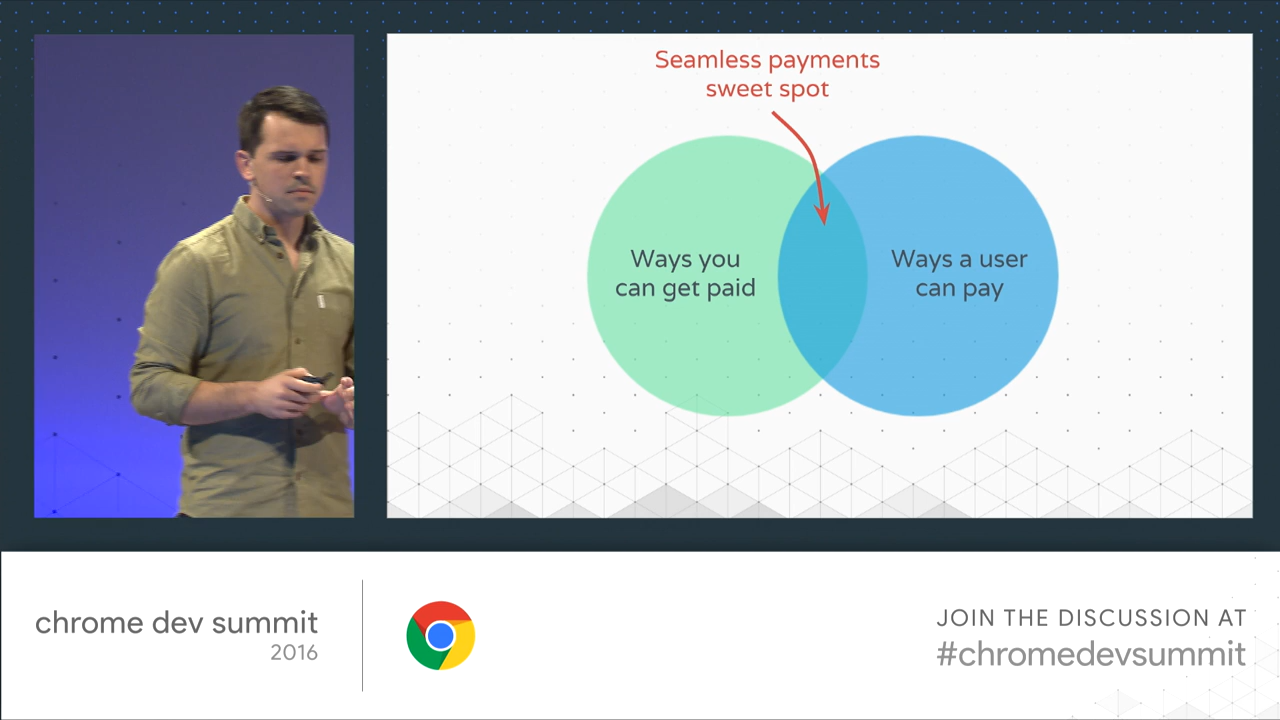 Seamless payments
sweet spot
Ways you
can get paid
Ways a user
can pay
chrome dev summit
2016
JOIN THE DISCUSSION AT
#chromedevsummit